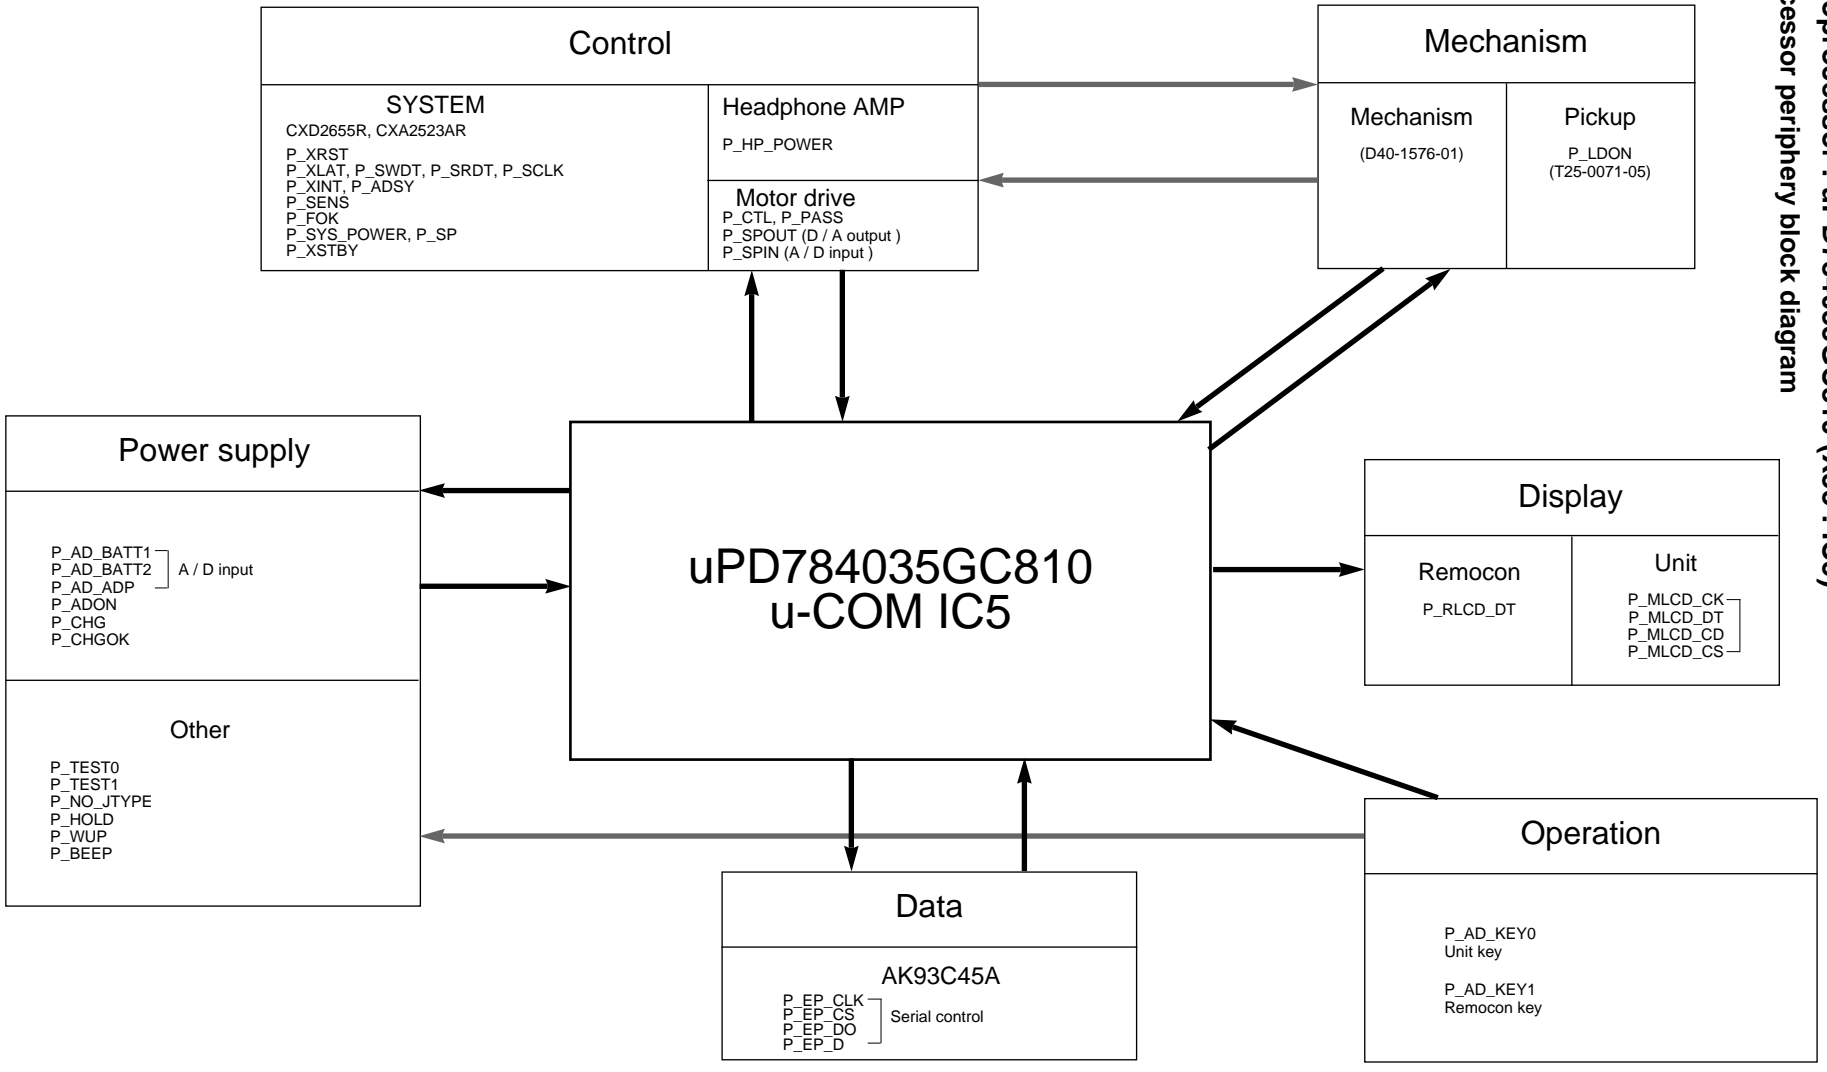 Control
SYSTEM
CXD2655R, CXA2523AR
P_XRST
P_XLAT, P_SWDT, P_SRDT, P_SCLK
P_XINT, P_ADSY
P_SENS
P_FOK
P_SYS_POWER, P_SP
P_XSTBY
Headphone AMP
P_HP_POWER
Motor drive
P_CTL, P_PASS
P_SPOUT (D / A output )
P_SPIN (A / D input )
Mechanism
Mechanism
(D40-1576-01)
Pickup
P_LDON
(T25-0071-05)
periphery block diagram
Power supply
P_AD_BATT1
P_AD_BATT2
P_AD_ADP
A / D input
P_ADON
P_CHG
P_CHGOK
Other
P_TEST0
P_TEST1
P_NO_JTYPE
P_HOLD
P_WUP
P_BEEP
uPD784035GC810
u-COM IC5
Display
Remocon
P_RLCD_DT
Unit
P_MLCD_CK
P_MLCD_DT
P_MLCD_CD
P_MLCD_CS
Operation
P_AD_KEY0
Unit key
P_AD_KEY1
Remocon key
Data
AK93C45A
P_EP_CLK
P_EP_CS
P_EP_DO
P_EP_D
Serial control